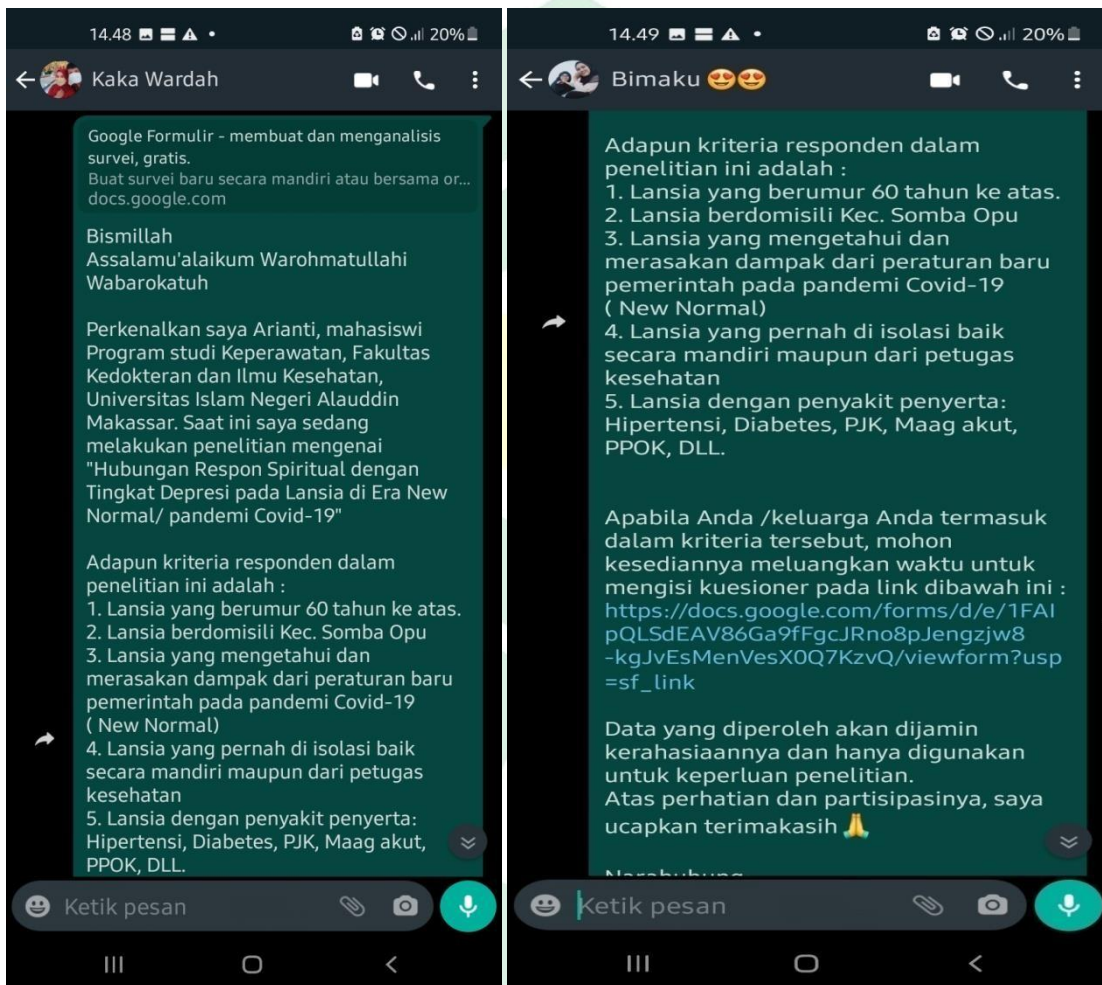 14.48
20%
Kaka Wardah
Google Formulir - membuat dan menganalisis
survei, gratis.
Buat survei baru secara mandiri atau bersama or...
docs.google.com
Bismillah
Assalamu'alaikum Warohmatullahi
Wabarokatuh
Perkenalkan saya Arianti, mahasiswi
Program studi Keperawatan, Fakultas
Kedokteran dan Ilmu Kesehatan,
Universitas Islam Negeri Alauddin
Makassar. Saat ini saya sedang
melakukan penelitian mengenai
"Hubungan Respon Spiritual dengan
Tingkat Depresi pada Lansia di Era New
Normal/ pandemi Covid-19"
Adapun kriteria responden dalam
penelitian ini adalah :
1. Lansia yang berumur 60 tahun ke atas.
2. Lansia berdomisili Kec. Somba Opu
3. Lansia yang mengetahui dan
merasakan dampak dari peraturan baru
pemerintah pada pandemi Covid-19
( New Normal)
4. Lansia yang pernah di isolasi baik
secara mandiri maupun dari petugas
kesehatan
5. Lansia dengan penyakit penyerta:
Hipertensi, Diabetes, PJK, Maag akut,
PPOK, DLL.
Ketik pesan
14.49
20%
Bimaku 😍😍
Adapun kriteria responden dalam
penelitian ini adalah :
1. Lansia yang berumur 60 tahun ke atas.
2. Lansia berdomisili Kec. Somba Opu
3. Lansia yang mengetahui dan
merasakan dampak dari peraturan baru
pemerintah pada pandemi Covid-19
( New Normal)
4. Lansia yang pernah di isolasi baik
secara mandiri maupun dari petugas
kesehatan
5. Lansia dengan penyakit penyerta:
Hipertensi, Diabetes, PJK, Maag akut,
PPOK, DLL.
Apabila Anda /keluarga Anda termasuk
dalam kriteria tersebut, mohon
kesediannya meluangkan waktu untuk
mengisi kuesioner pada link dibawah ini :
https://docs.google.com/forms/d/e/1FAI
pQLSdEAV86Ga9fFgcJRno8pJengzjw8
-kgJvEsMenVesX0Q7KzvQ/viewform?usp
=sf_link
Data yang diperoleh akan dijamin
kerahasiaannya dan hanya digunakan
untuk keperluan penelitian.
Atas perhatian dan partisipasinya, saya
ucapkan terimakasih 🙏
Ketik pesan